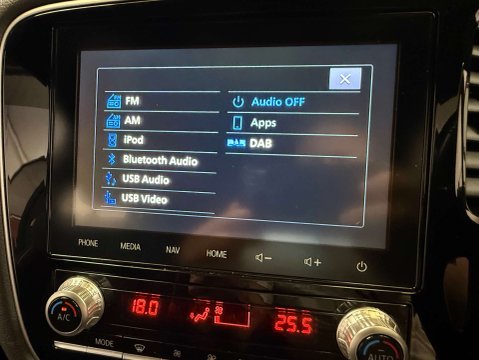 FM
AM
iPod
Bluetooth Audio
USB Audio
USB Video
Audio OFF
Apps
DAB
PHONE MEDIA NAV HOME
18.0 25.5
A/C MODE AUTO